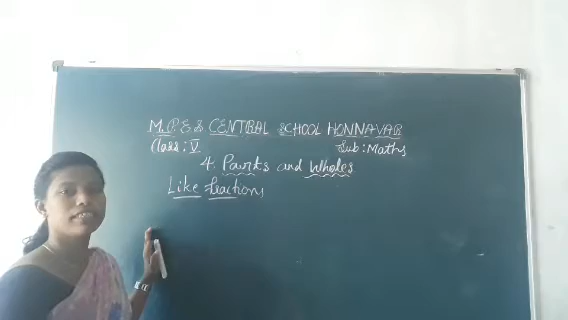 M.P.E.S CENTRAL SCHOOL HONNAVAR
Class : V Sub : Maths
4. Parts and Wholes
Like fractions